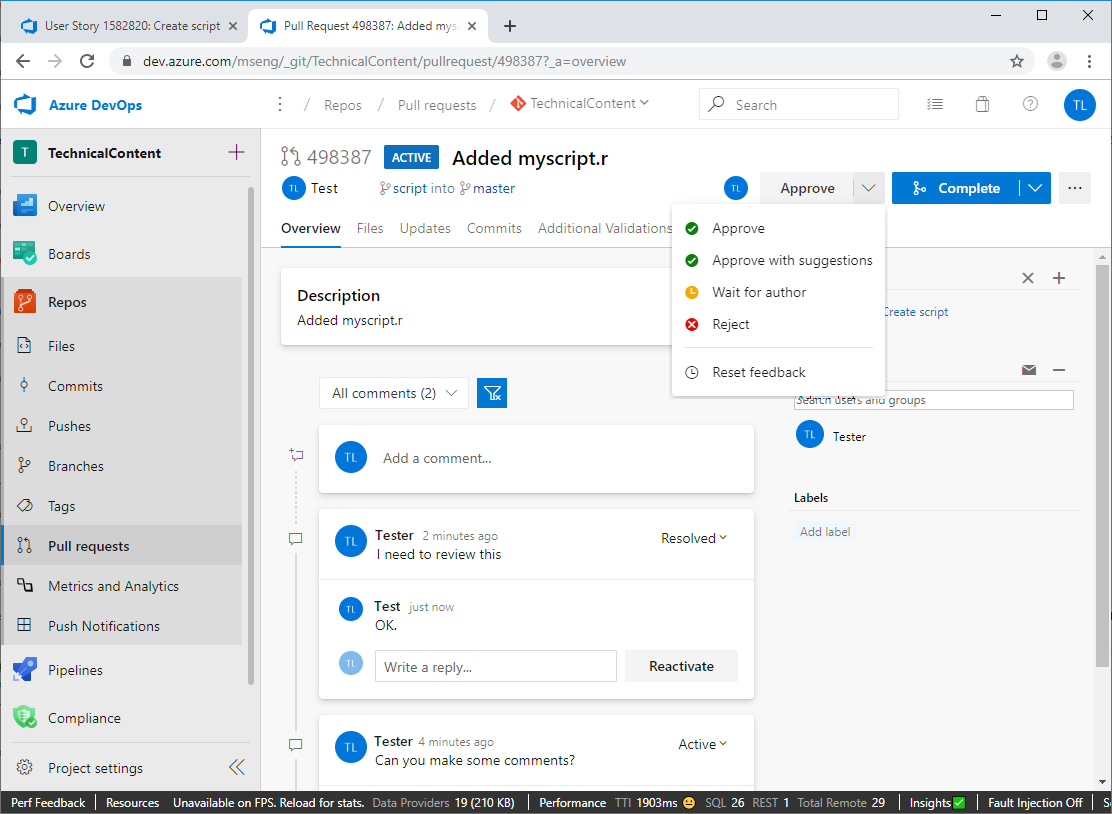 User Story 1582820: Create script
Pull Request 498387: Added mys
dev.azure.com/mseng/_git/TechnicalContent/pullrequest/498387?_a=overview
Azure DevOps
/ Repos / Pull requests / TechnicalContent
Search
TL
T TechnicalContent
498387 ACTIVE Added myscript.r
TL Test script into master
TL Approve Complete
Overview Files Updates Commits Additional Validations
Approve
Approve with suggestions
Wait for author
Reject
Reset feedback
Overview
Boards
Repos
Files
Commits
Pushes
Branches
Tags
Pull requests
Metrics and Analytics
Push Notifications
Pipelines
Compliance
Project settings
Description
Added myscript.r
All comments (2)
TL Add a comment...
TL Tester 2 minutes ago Resolved
I need to review this
TL Test just now
OK.
TL Write a reply... Reactivate
TL Tester 4 minutes ago Active
Can you make some comments?
Create script
Search users and groups
TL Tester
Labels
Add label
Perf Feedback Resources Unavailable on FPS. Reload for stats. Data Providers 19 (210 KB) Performance TTI 1903ms SQL 26 REST 1 Total Remote 29 Insights Fault Injection Off